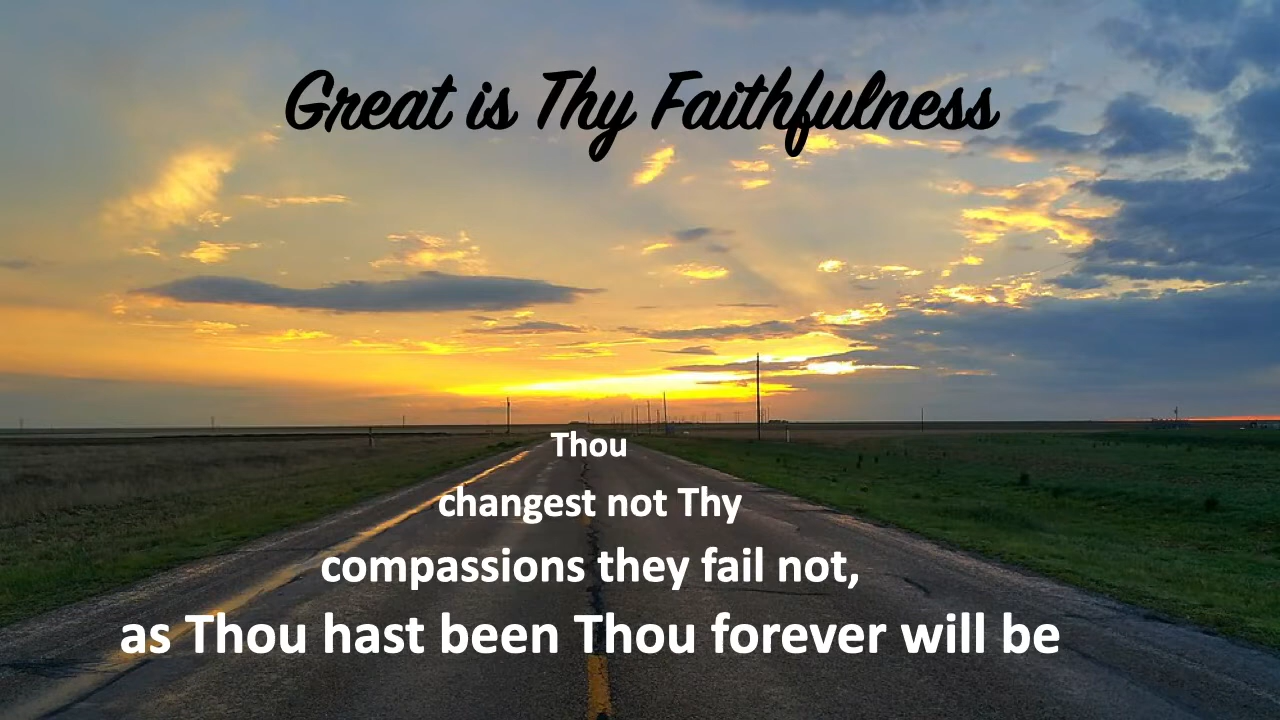 Great is Thy Faithfulness
Thou
changest not Thy
compassions they fail not,
as Thou hast been Thou forever will be